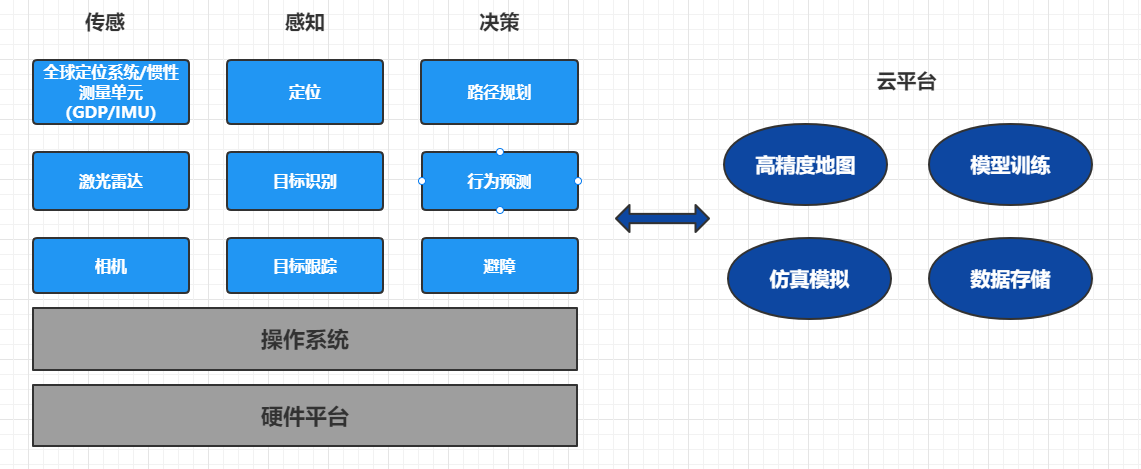 传感
感知
决策
云平台
全球定位系统/惯性
测量单元
(GDP/IMU)
定位
路径规划
激光雷达
目标识别
行为预测
相机
目标跟踪
避障
操作系统
硬件平台
高精度地图
模型训练
仿真模拟
数据存储